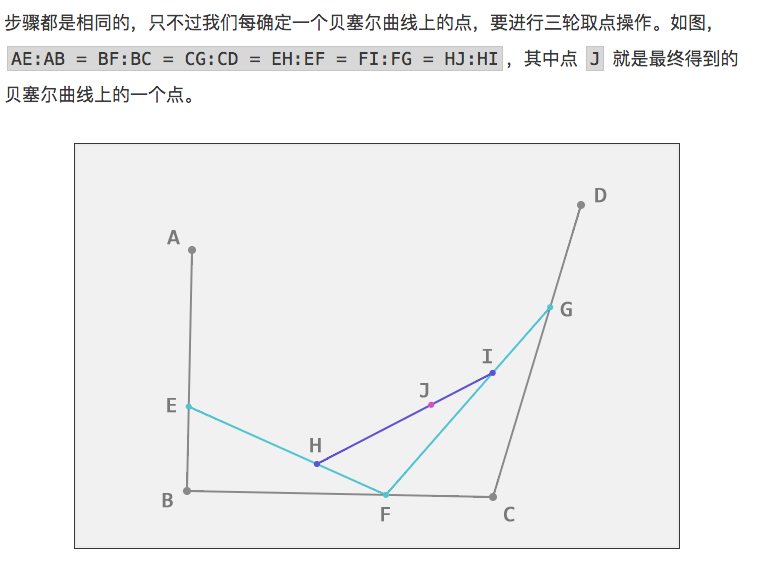 步骤都是相同的，只不过我们每确定一个贝塞尔曲线上的点，要进行三轮取点操作。如图，
AE:AB = BF:BC = CG:CD = EH:EF = FI:FG = HJ:HI，其中点 J 就是最终得到的
贝塞尔曲线上的一个点。
D
A
G
I
J
E
H
B
F
C